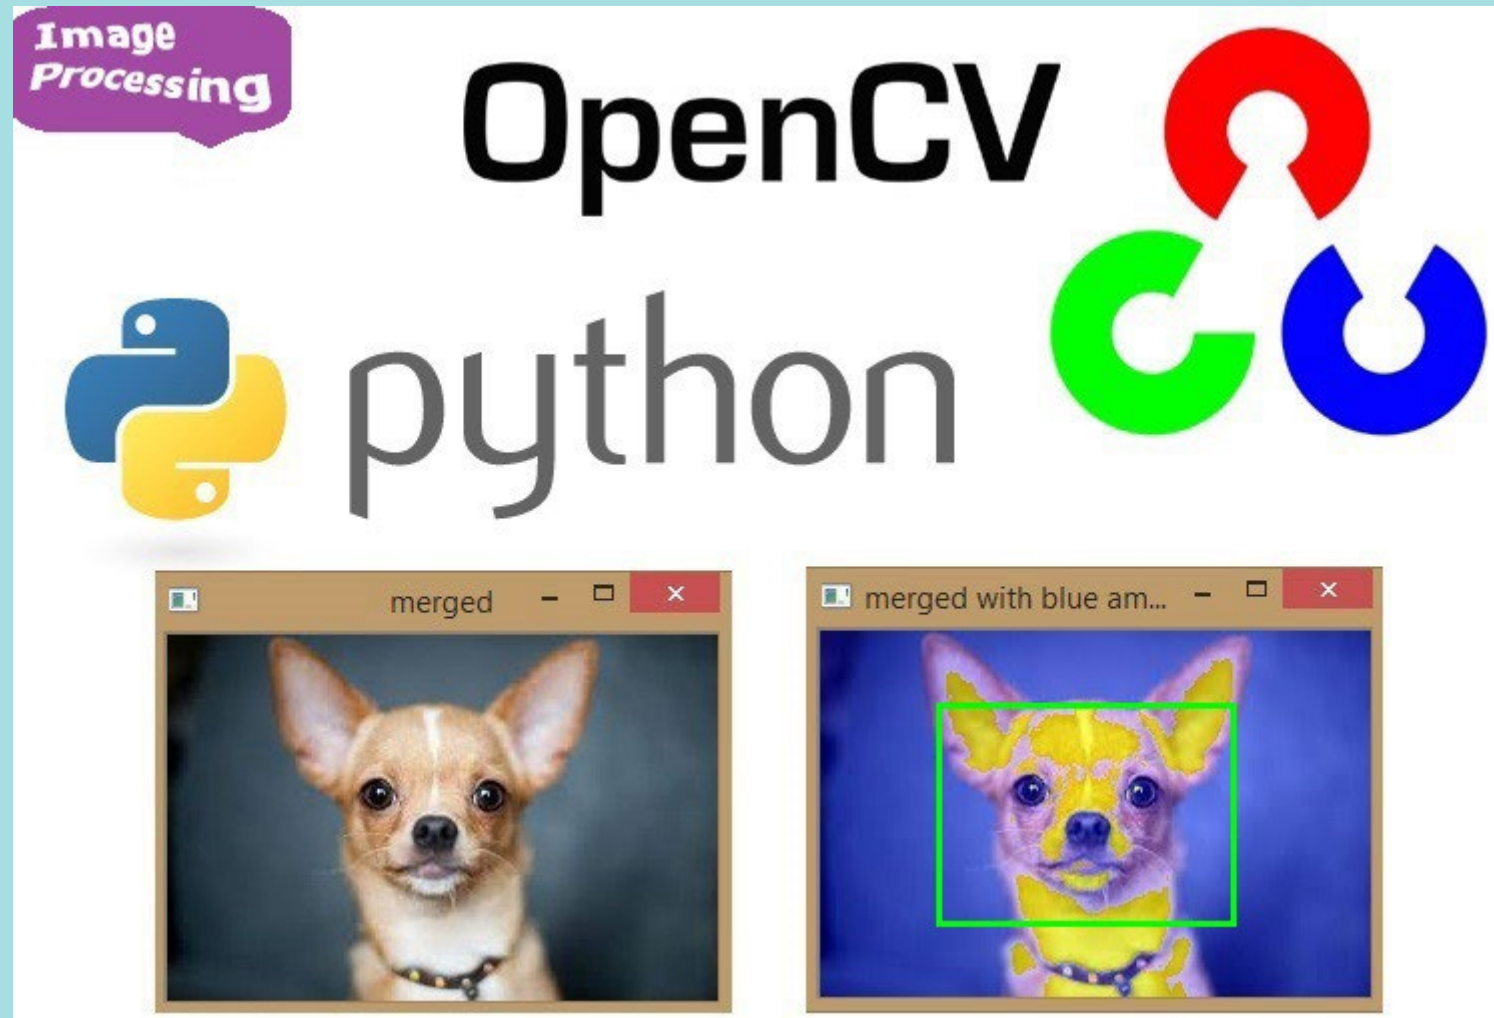 Image
Processing
OpenCV
python
merged
merged with blue am...